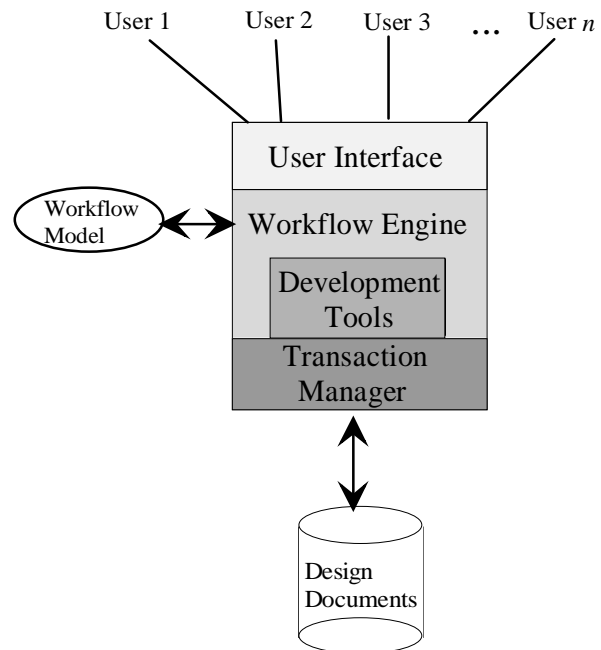 User 1 User 2 User 3 ... User n
User Interface
Workflow
Model
Workflow Engine
Development
Tools
Transaction
Manager
Design
Documents